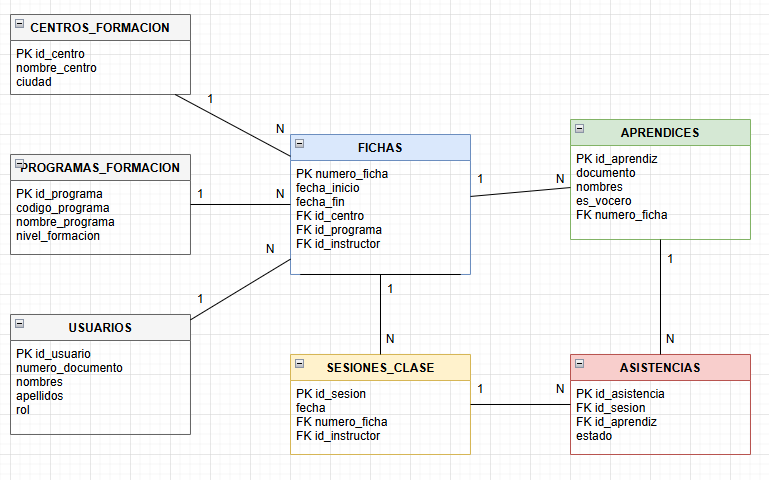 CENTROS_FORMACION
PK id_centro
nombre_centro
ciudad
1
N
PROGRAMAS_FORMACION
PK id_programa
codigo_programa
nombre_programa
nivel_formacion
1
N
USUARIOS
PK id_usuario
numero_documento
nombres
apellidos
rol
1
N
FICHAS
PK numero_ficha
fecha_inicio
fecha_fin
FK id_centro
FK id_programa
FK id_instructor
1
N
1
N
APRENDICES
PK id_aprendiz
documento
nombres
es_vocero
FK numero_ficha
1
N
SESIONES_CLASE
PK id_sesion
fecha
FK numero_ficha
FK id_instructor
1
N
ASISTENCIAS
PK id_asistencia
FK id_sesion
FK id_aprendiz
estado